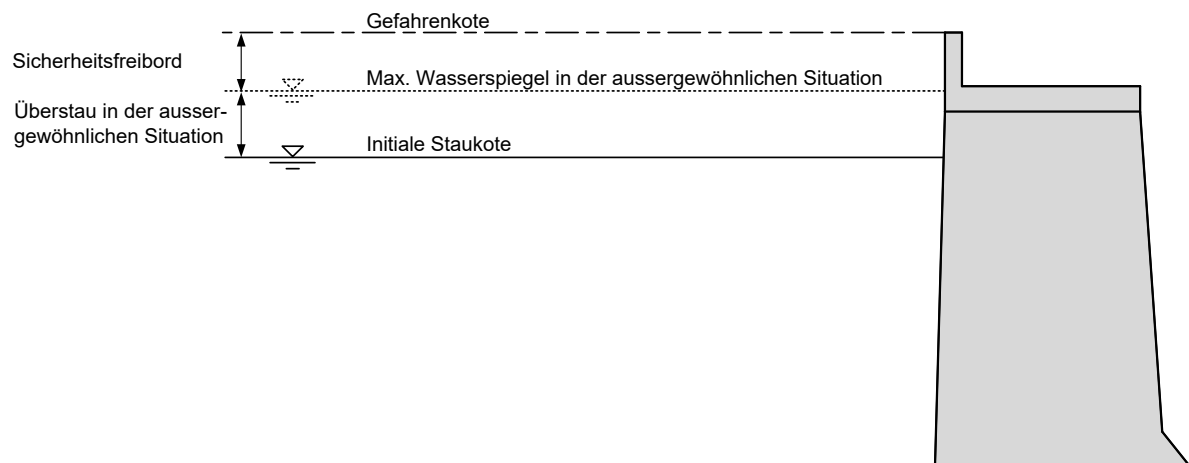 Gefahrenkote
Sicherheitsfreibord
Max. Wasserspiegel in der aussergewöhnlichen Situation
Überstau in der ausser-
gewöhnlichen Situation
Initiale Staukote